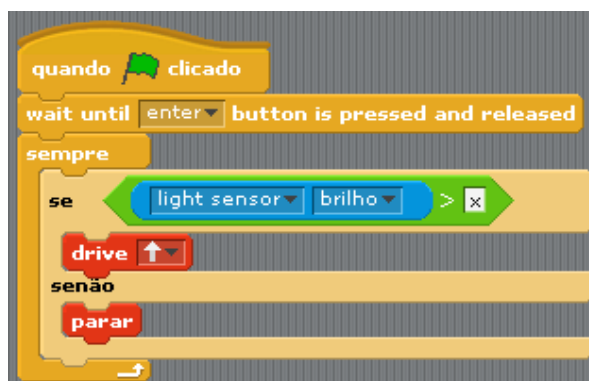 quando clicado
wait until enter button is pressed and released
sempre
se light sensor brilho > x
drive
senão
parar